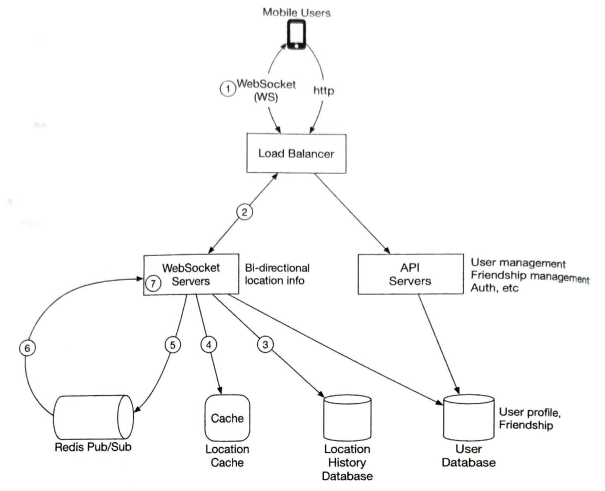 Mobile Users
1
WebSocket
(WS)
http
Load Balancer
2
WebSocket
Servers
7
Bi-directional
location info
API
Servers
User management
Friendship management
Auth, etc
6
5
4
3
Redis Pub/Sub
Cache
Location
Cache
Location
History
Database
User
Database
User profile,
Friendship